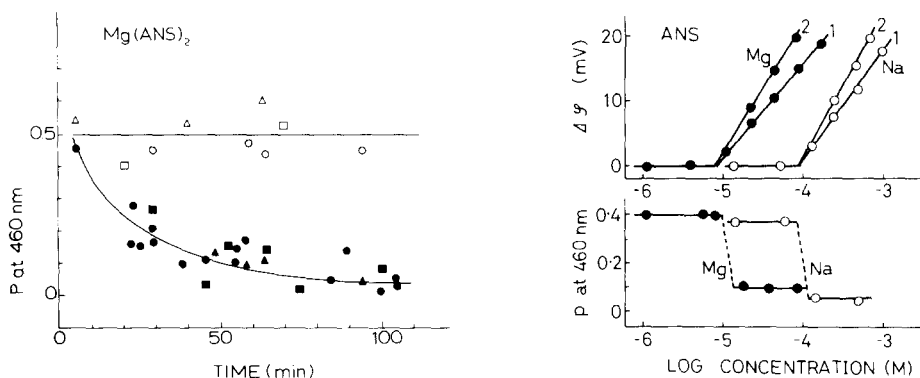 Mg(ANS)₂
P at 460 nm
05
0
0
50
100
TIME (min)
ANS
Δφ (mV)
20
10
0
Mg
2
1
2
1
Na
-6
-5
-4
-3
P at 460 nm
0·4
0·2
0
Mg
Na
-6
-5
-4
-3
LOG CONCENTRATION (M)